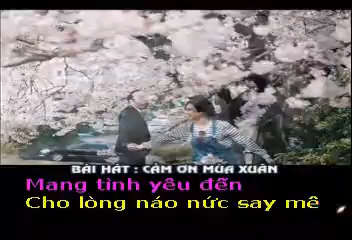 BÀI HÁT : CẢM ƠN MÙA XUÂN
Mang tình yêu đến
Cho lòng náo nức say mê